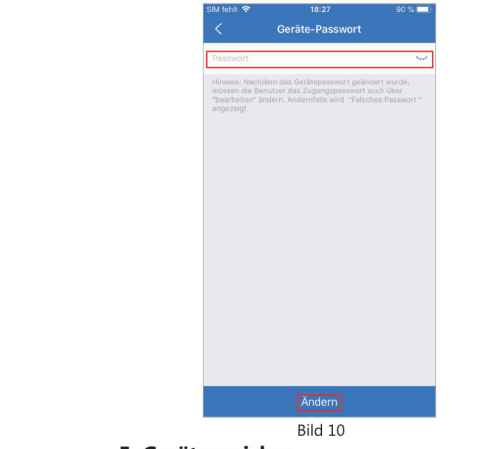 SIM fehlt 18:27 90 %
Geräte-Passwort
Passwort
Hinweis: Nachdem das Gerätepasswort geändert wurde,
müssen die Benutzer das Zugangspasswort auch über
"bearbeiten" ändern. Andernfalls wird "Falsches Passwort "
angezeigt.
Ändern
Bild 10